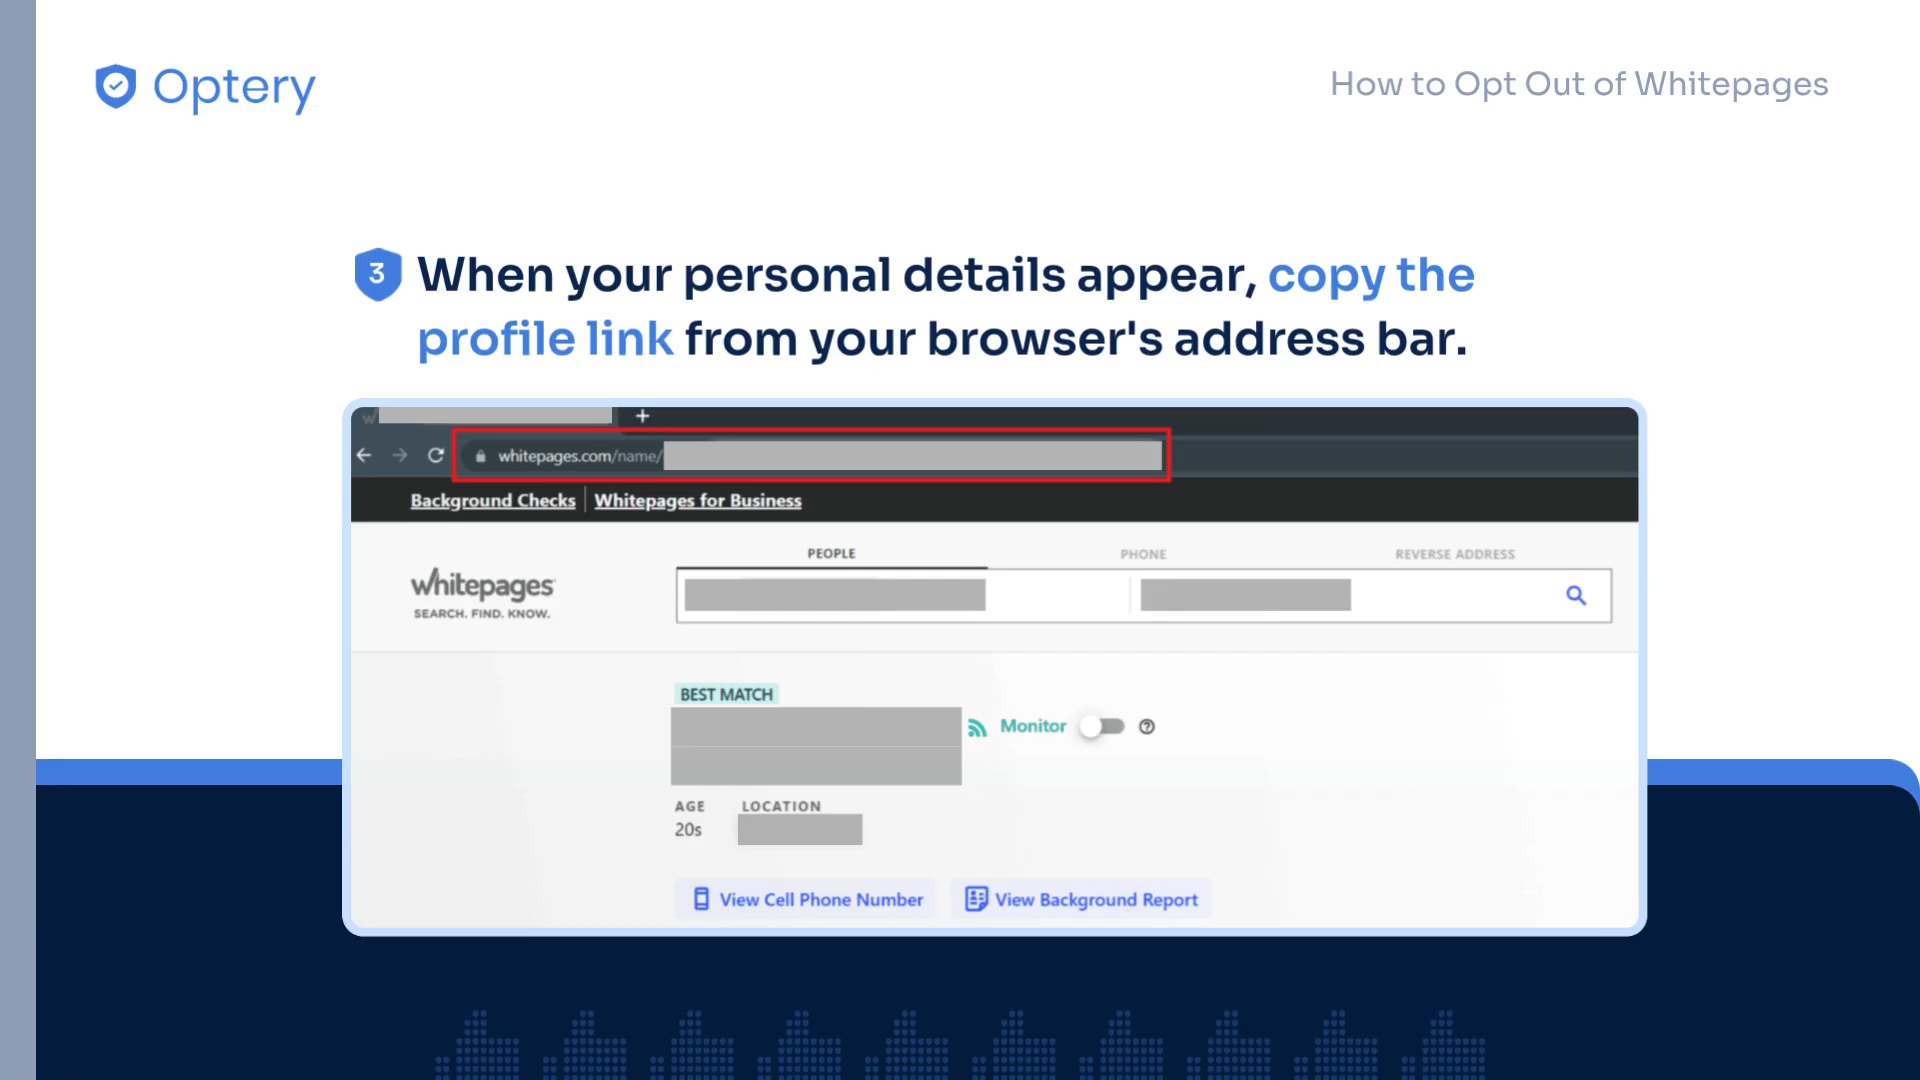 Optery
How to Opt Out of Whitepages
3 When your personal details appear, copy the
profile link from your browser's address bar.
whitepages.com/name/
Background Checks Whitepages for Business
PEOPLE PHONE REVERSE ADDRESS
whitepages
SEARCH. FIND. KNOW.
BEST MATCH
Monitor
AGE LOCATION
20s
View Cell Phone Number View Background Report